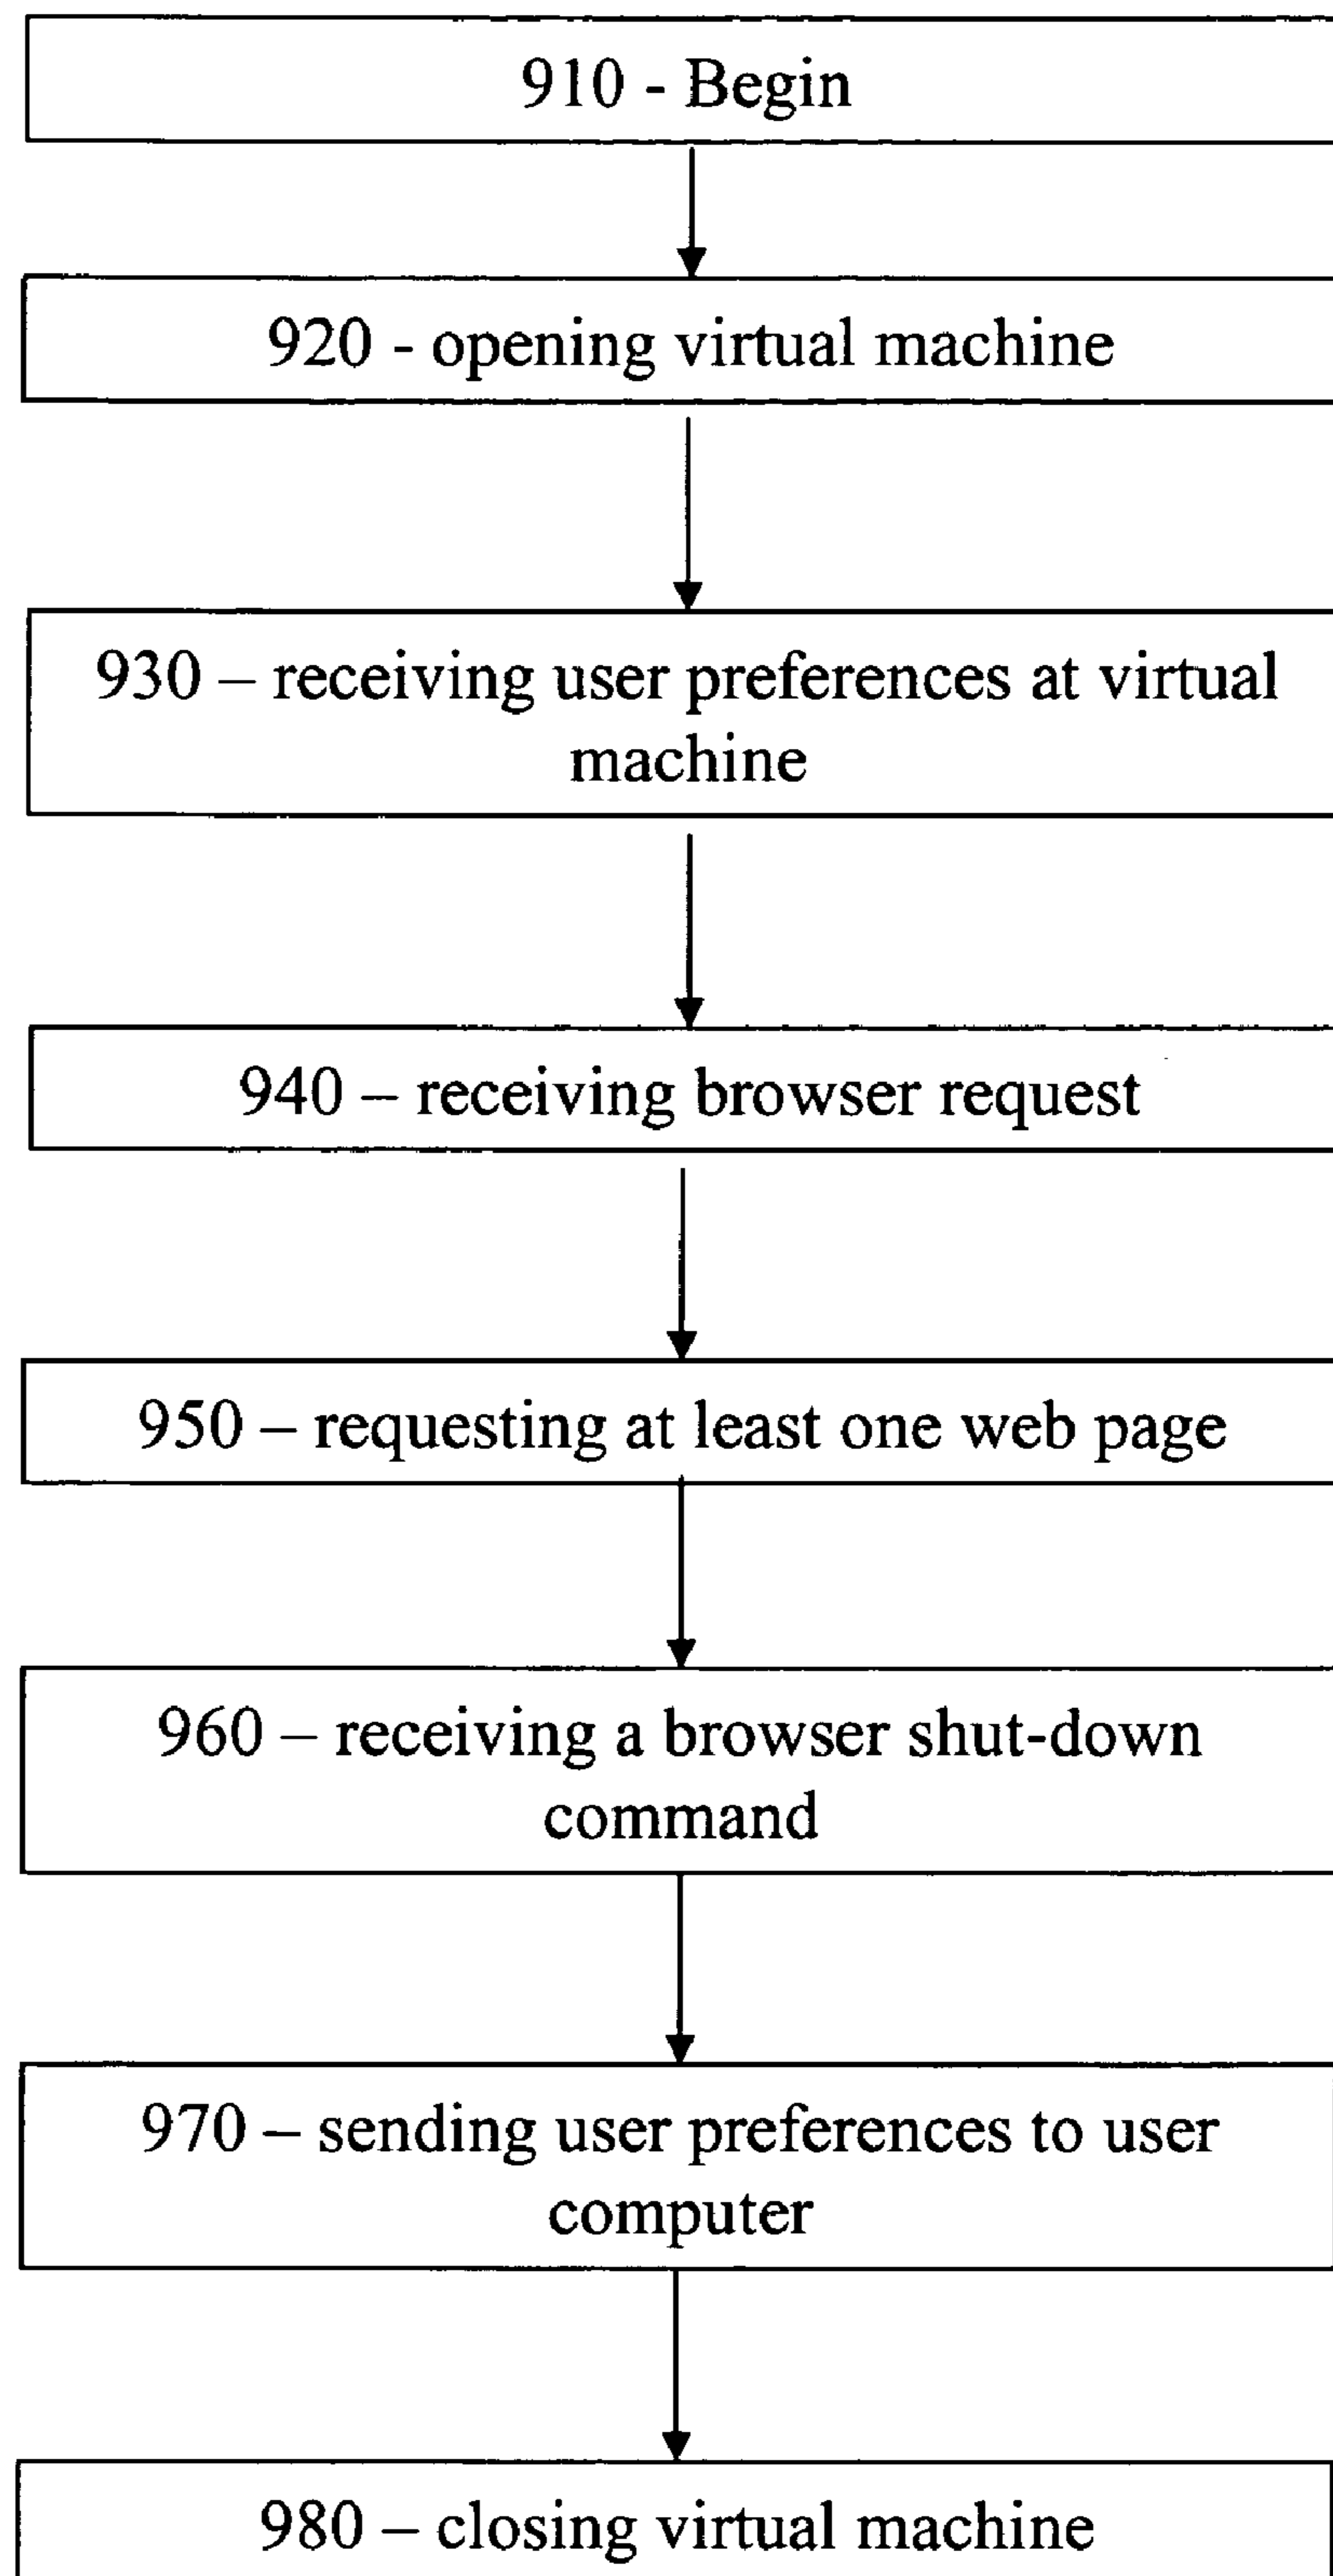 910 - Begin
920 - opening virtual machine
930 – receiving user preferences at virtual
machine
940 – receiving browser request
950 – requesting at least one web page
960 – receiving a browser shut-down
command
970 – sending user preferences to user
computer
980 – closing virtual machine